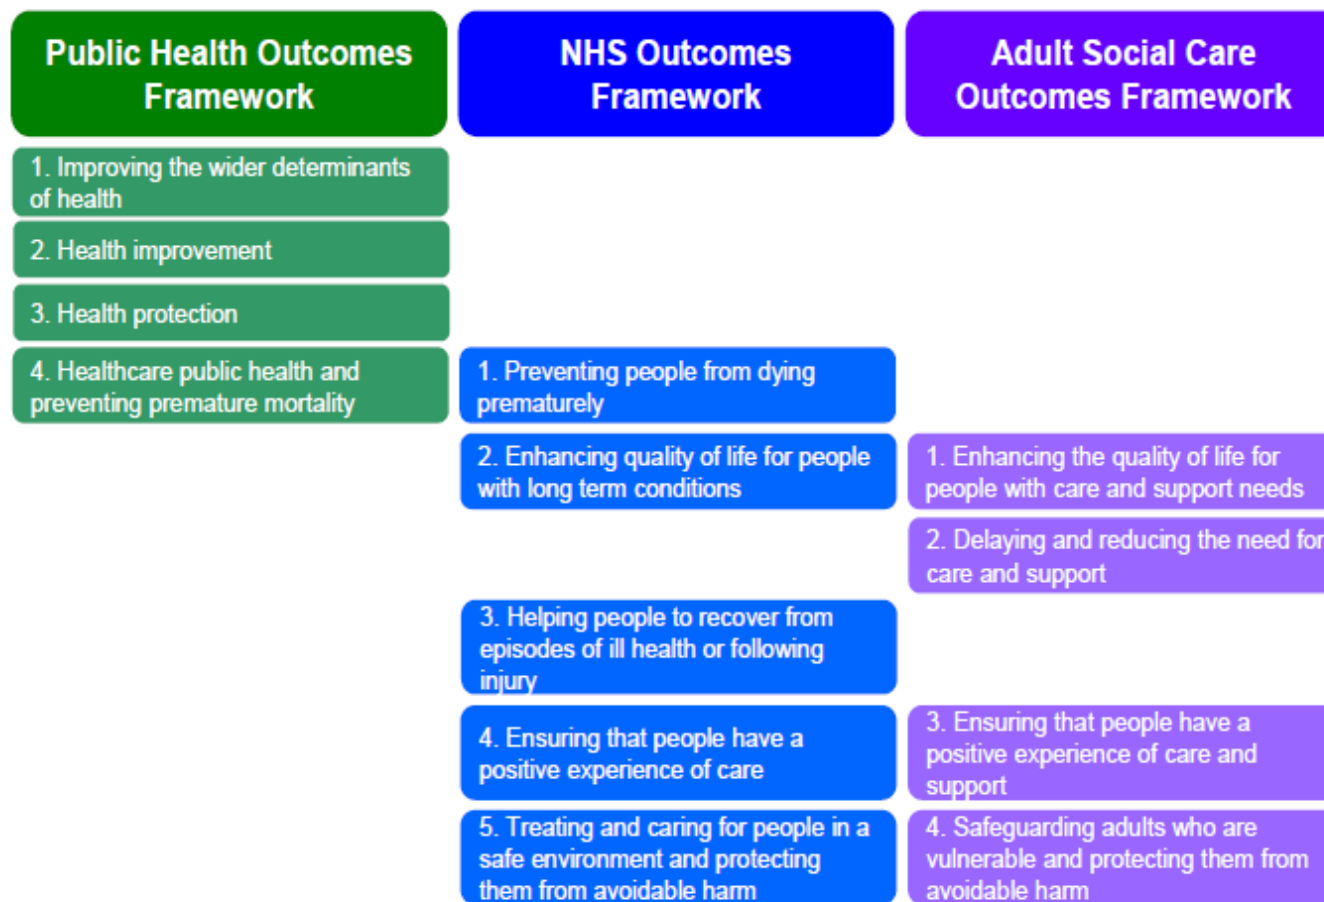 Public Health Outcomes
Framework
NHS Outcomes
Framework
Adult Social Care
Outcomes Framework
1. Improving the wider determinants
of health
2. Health improvement
3. Health protection
4. Healthcare public health and
preventing premature mortality
1. Preventing people from dying
prematurely
2. Enhancing quality of life for people
with long term conditions
1. Enhancing the quality of life for
people with care and support needs
2. Delaying and reducing the need for
care and support
3. Helping people to recover from
episodes of ill health or following
injury
4. Ensuring that people have a
positive experience of care
3. Ensuring that people have a
positive experience of care and
support
5. Treating and caring for people in a
safe environment and protecting
them from avoidable harm
4. Safeguarding adults who are
vulnerable and protecting them from
avoidable harm